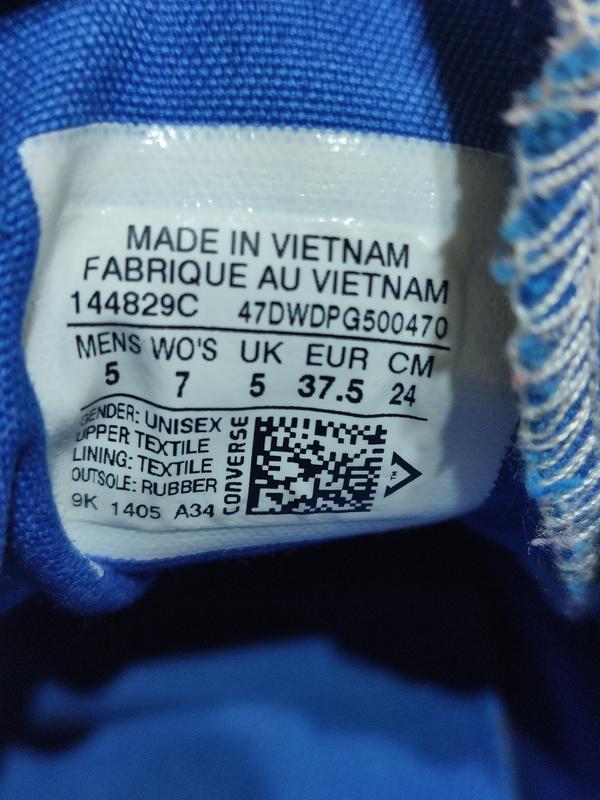 MADE IN VIETNAM
FABRIQUE AU VIETNAM
144829C 47DWDPG500470
MENS WO'S UK EUR CM
5 7 5 37.5 24
GENDER: UNISEX
UPPER TEXTILE
LINING: TEXTILE
OUTSOLE: RUBBER
9K 1405 A34
CONVERSE